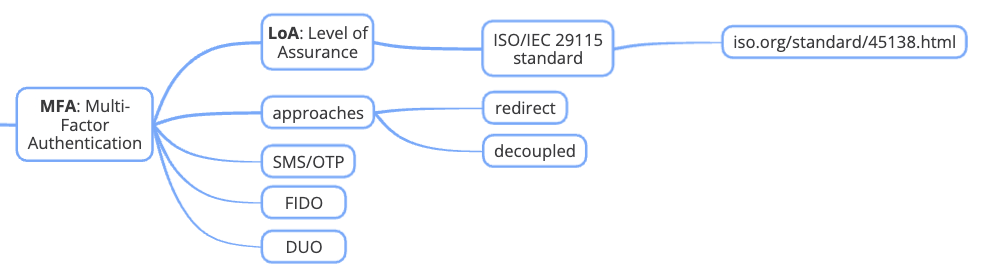 MFA: Multi-
Factor
Authentication
LoA: Level of
Assurance
ISO/IEC 29115
standard
iso.org/standard/45138.html
approaches
redirect
decoupled
SMS/OTP
FIDO
DUO